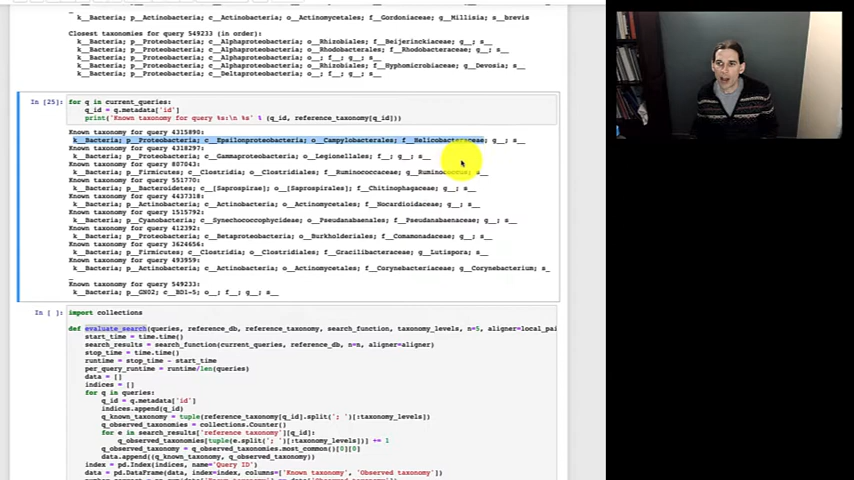 k__Bacteria; p__Actinobacteria; c__Actinobacteria; o__Actinomycetales; f__Gordoniaceae; g__Millisia; s__brevis
Closest taxonomies for query 549233 (in order):
k__Bacteria; p__Proteobacteria; c__Alphaproteobacteria; o__Rhizobiales; f__Beijerinckiaceae; g__; s__
k__Bacteria; p__Proteobacteria; c__Alphaproteobacteria; o__Rhodobacterales; f__Rhodobacteraceae; g__; s__
k__Bacteria; p__Proteobacteria; c__Alphaproteobacteria; o__; f__; g__; s__
k__Bacteria; p__Proteobacteria; c__Alphaproteobacteria; o__Rhizobiales; f__Hyphomicrobiaceae; g__Devosia; s__
k__Bacteria; p__Proteobacteria; c__Deltaproteobacteria; o__; f__; g__; s__
In [25]: for q in current_queries:
q_id = q.metadata['id']
print('Known taxonomy for query %s:\n %s' % (q_id, reference_taxonomy[q_id]))
Known taxonomy for query 4315890:
k__Bacteria; p__Proteobacteria; c__Epsilonproteobacteria; o__Campylobacterales; f__Helicobacteraceae; g__; s__
Known taxonomy for query 4318297:
k__Bacteria; p__Proteobacteria; c__Gammaproteobacteria; o__Legionellales; f__; g__; s__
Known taxonomy for query 807043:
k__Bacteria; p__Firmicutes; c__Clostridia; o__Clostridiales; f__Ruminococcaceae; g__Ruminococcus; s__
Known taxonomy for query 551770:
k__Bacteria; p__Bacteroidetes; c__[Saprospirae]; o__[Saprospirales]; f__Chitinophagaceae; g__; s__
Known taxonomy for query 4437318:
k__Bacteria; p__Actinobacteria; c__Actinobacteria; o__Actinomycetales; f__Nocardioidaceae; g__; s__
Known taxonomy for query 1515792:
k__Bacteria; p__Cyanobacteria; c__Synechococcophycideae; o__Pseudanabaenales; f__Pseudanabaenaceae; g__; s__
Known taxonomy for query 412392:
k__Bacteria; p__Proteobacteria; c__Betaproteobacteria; o__Burkholderiales; f__Comamonadaceae; g__; s__
Known taxonomy for query 3624656:
k__Bacteria; p__Firmicutes; c__Clostridia; o__Clostridiales; f__Gracilibacteraceae; g__Lutispora; s__
Known taxonomy for query 493959:
k__Bacteria; p__Actinobacteria; c__Actinobacteria; o__Actinomycetales; f__Corynebacteriaceae; g__Corynebacterium; s_
_
Known taxonomy for query 549233:
k__Bacteria; p__GN02; c__BD1-5; o__; f__; g__; s__
In [ ]: import collections
def evaluate_search(queries, reference_db, reference_taxonomy, search_function, taxonomy_levels, n=5, aligner=local_pai
start_time = time.time()
search_results = search_function(current_queries, reference_db, n=n, aligner=aligner)
stop_time = time.time()
runtime = stop_time - start_time
per_query_runtime = runtime/len(queries)
data = []
indices = []
for q in queries:
q_id = q.metadata['id']
indices.append(q_id)
q_known_taxonomy = tuple(reference_taxonomy[q_id].split('; ')[:taxonomy_levels])
q_observed_taxonomies = collections.Counter()
for e in search_results['reference taxonomy'][q_id]:
q_observed_taxonomies[tuple(e.split('; ')[:taxonomy_levels])] += 1
q_observed_taxonomy = q_observed_taxonomies.most_common()[0][0]
data.append((q_known_taxonomy, q_observed_taxonomy))
index = pd.Index(indices, name='Query ID')
data = pd.DataFrame(data, index=index, columns=['Known taxonomy', 'Observed taxonomy'])